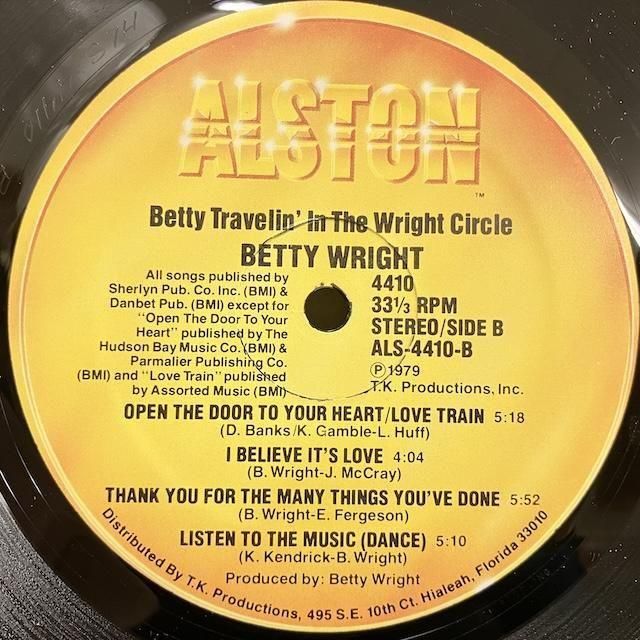 ALSTON
™
Betty Travelin' In The Wright Circle
BETTY WRIGHT
All songs published by
Sherlyn Pub. Co. Inc. (BMI) &
Danbet Pub. (BMI) except for
"Open The Door To Your
Heart" published by The
Hudson Bay Music Co. (BMI) &
Parmalier Publishing Co.
(BMI) and "Love Train" published
by Assorted Music (BMI)
4410
33⅓ RPM
STEREO/SIDE B
ALS-4410-B
Ⓟ1979
T.K. Productions, Inc.
OPEN THE DOOR TO YOUR HEART/LOVE TRAIN 5:18
(D. Banks/K. Gamble-L. Huff)
I BELIEVE IT'S LOVE 4:04
(B. Wright-J. McCray)
THANK YOU FOR THE MANY THINGS YOU'VE DONE 5:52
(B. Wright-E. Fergeson)
LISTEN TO THE MUSIC (DANCE) 5:10
(K. Kendrick-B. Wright)
Produced by: Betty Wright
Distributed By T.K. Productions, 495 S.E. 10th Ct. Hialeah, Florida 33010